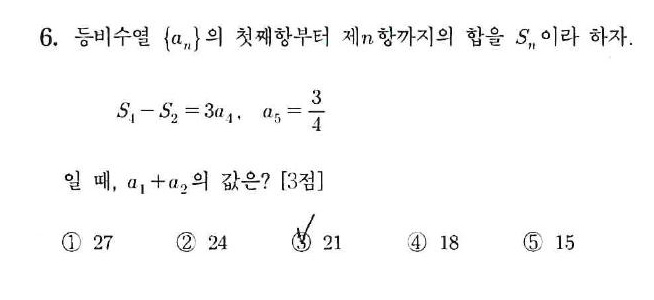 6. 등비수열 {aₙ}의 첫째항부터 제n항까지의 합을 Sₙ이라 하자.
S₄ − S₂ = 3a₄, a₅ = 3/4
일 때, a₁+a₂의 값은? [3점]
① 27 ② 24 ③ 21 ④ 18 ⑤ 15